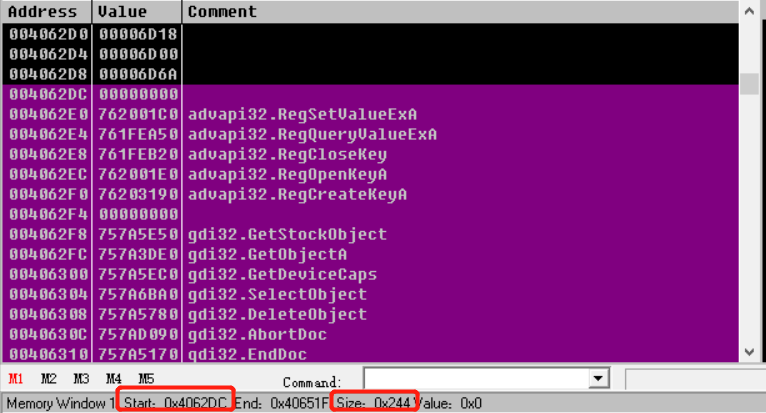 Address Value Comment
004062D0 00006D18
004062D4 00006D00
004062D8 00006D6A
004062DC 00000000
004062E0 762001C0 advapi32.RegSetValueExA
004062E4 761FEA50 advapi32.RegQueryValueExA
004062E8 761FEB20 advapi32.RegCloseKey
004062EC 762001E0 advapi32.RegOpenKeyA
004062F0 76203190 advapi32.RegCreateKeyA
004062F4 00000000
004062F8 757A5E50 gdi32.GetStockObject
004062FC 757A3DE0 gdi32.GetObjectA
00406300 757A5EC0 gdi32.GetDeviceCaps
00406304 757A6BA0 gdi32.SelectObject
00406308 757A5780 gdi32.DeleteObject
0040630C 757AD090 gdi32.AbortDoc
00406310 757A5170 gdi32.EndDoc
M1 M2 M3 M4 M5 Command:
Memory Window 1 Start: 0x4062DC End: 0x40651F Size: 0x244 Value: 0x0